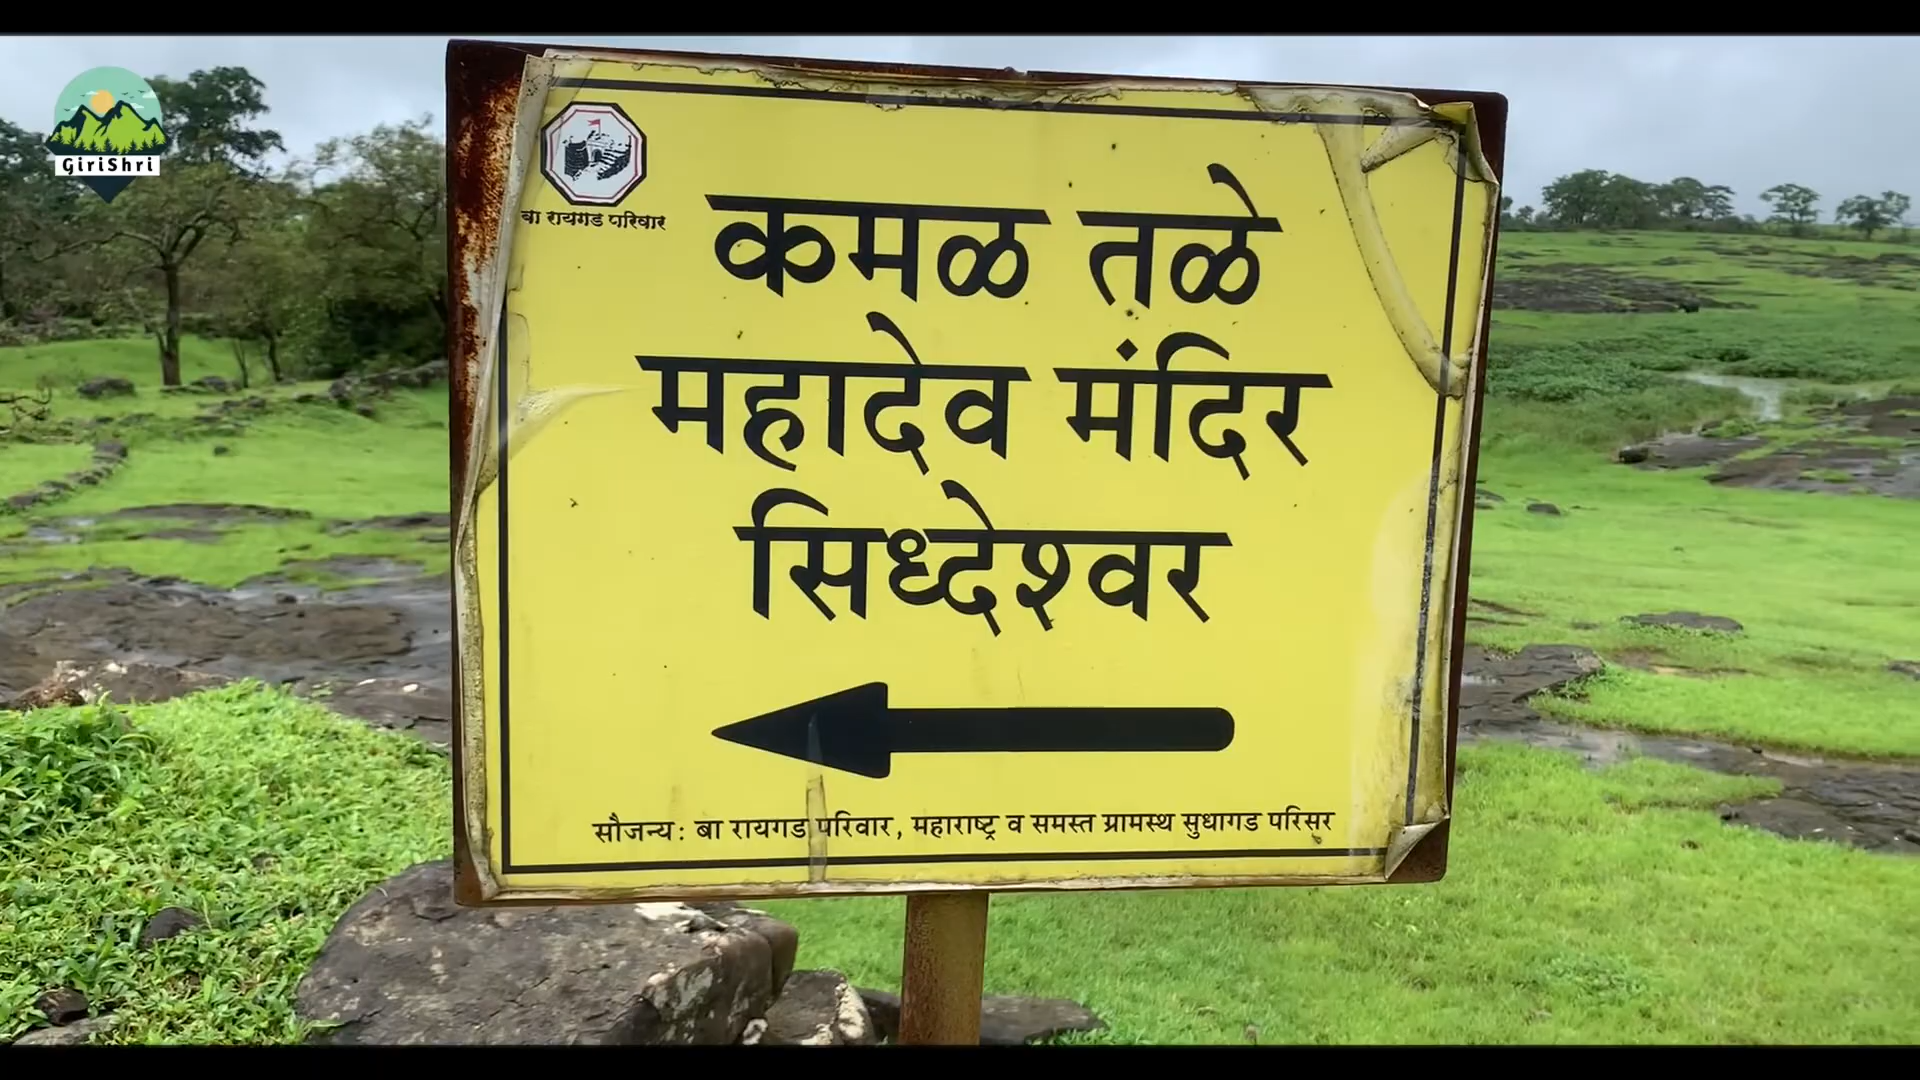 GiriShri
बा रायगड परिवार
कमळ तळे
महादेव मंदिर
सिध्देश्वर
सौजन्य: बा रायगड परिवार, महाराष्ट्र व समस्त ग्रामस्थ सुधागड परिसर